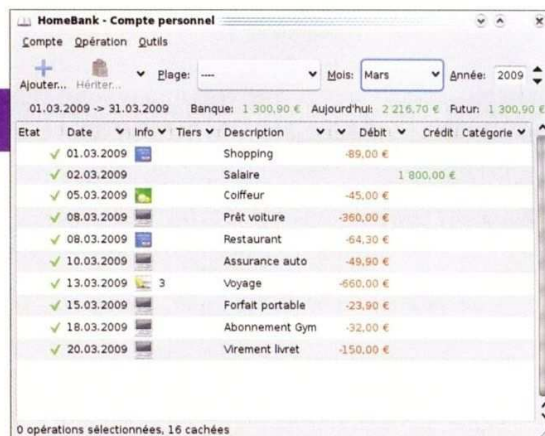 HomeBank - Compte personnel
Compte Opération Outils
Ajouter... Hériter... Plage: ---- Mois: Mars Année: 2009
01.03.2009 -> 31.03.2009 Banque: 1 300,90 € Aujourd'hui: 2 216,70 € Futur: 1 300,90 €
Etat Date Info Tiers Description Débit Crédit Catégorie
01.03.2009 Shopping -89,00 €
02.03.2009 Salaire 1 800,00 €
05.03.2009 Coiffeur -45,00 €
08.03.2009 Prêt voiture -360,00 €
08.03.2009 Restaurant -64,30 €
10.03.2009 Assurance auto -49,90 €
13.03.2009 3 Voyage -660,00 €
15.03.2009 Forfait portable -23,90 €
18.03.2009 Abonnement Gym -32,00 €
20.03.2009 Virement livret -150,00 €
0 opérations sélectionnées, 16 cachées